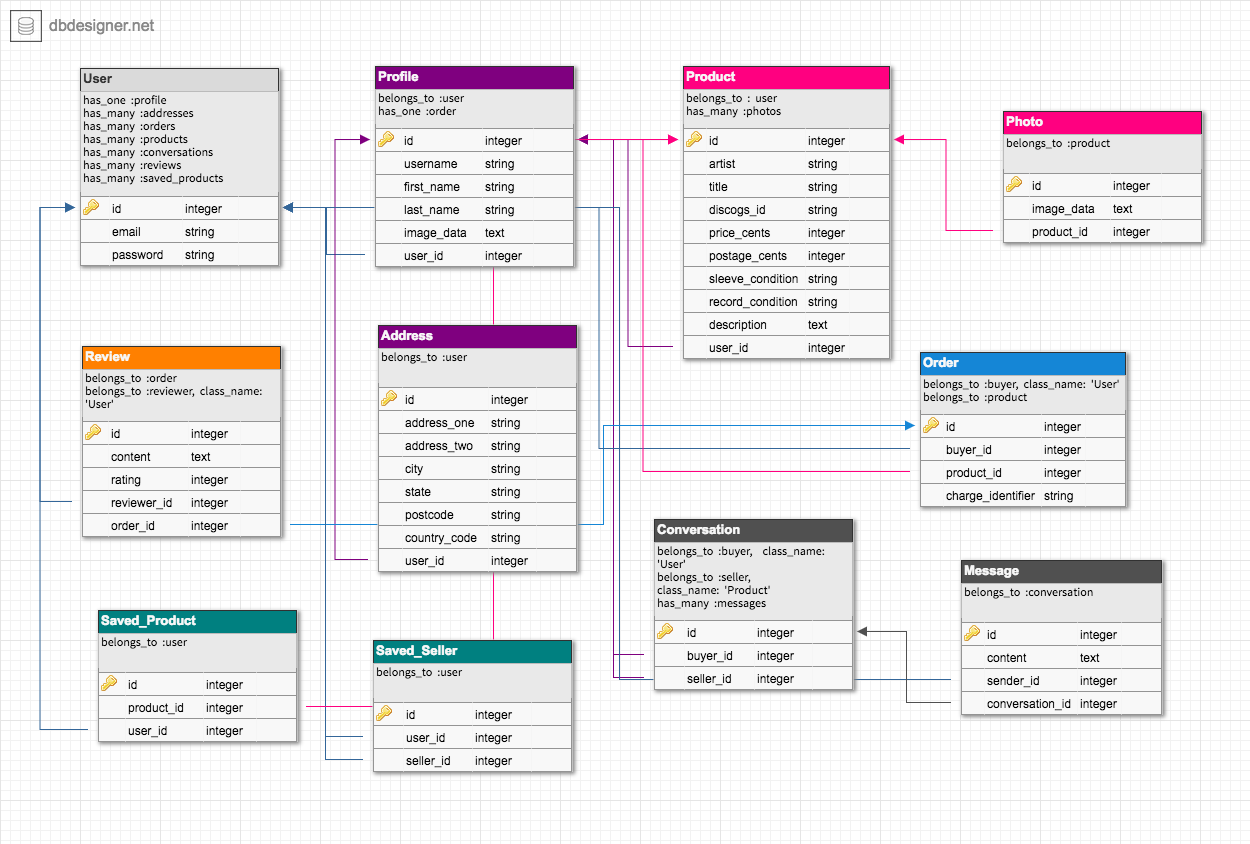 dbdesigner.net
User
has_one :profile
has_many :addresses
has_many :orders
has_many :products
has_many :conversations
has_many :reviews
has_many :saved_products
id integer
email string
password string
Profile
belongs_to :user
has_one :order
id integer
username string
first_name string
last_name string
image_data text
user_id integer
Product
belongs_to : user
has_many :photos
id integer
artist string
title string
discogs_id string
price_cents integer
postage_cents integer
sleeve_condition string
record_condition string
description text
user_id integer
Photo
belongs_to :product
id integer
image_data text
product_id integer
Review
belongs_to :order
belongs_to :reviewer, class_name:
'User'
id integer
content text
rating integer
reviewer_id integer
order_id integer
Address
belongs_to :user
id integer
address_one string
address_two string
city string
state string
postcode string
country_code string
user_id integer
Order
belongs_to :buyer, class_name: 'User'
belongs_to :product
id integer
buyer_id integer
product_id integer
charge_identifier string
Conversation
belongs_to :buyer, class_name:
'User'
belongs_to :seller,
class_name: 'Product'
has_many :messages
id integer
buyer_id integer
seller_id integer
Message
belongs_to :conversation
id integer
content text
sender_id integer
conversation_id integer
Saved_Product
belongs_to :user
id integer
product_id integer
user_id integer
Saved_Seller
belongs_to :user
id integer
user_id integer
seller_id integer